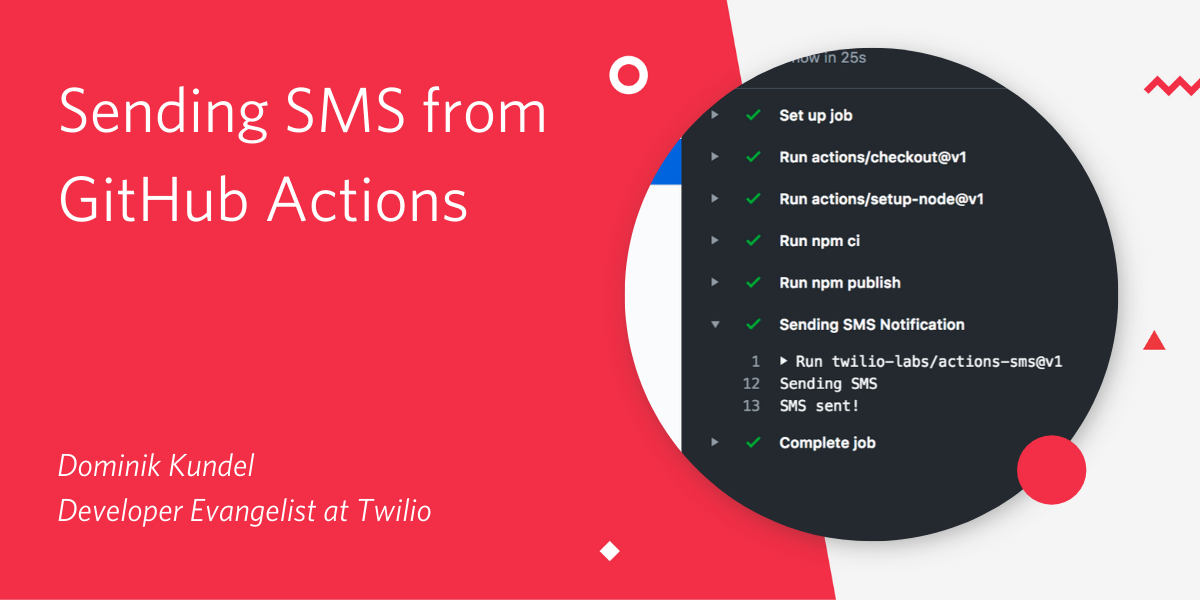 Sending SMS from
GitHub Actions
Dominik Kundel
Developer Evangelist at Twilio
now in 25s
Set up job
Run actions/checkout@v1
Run actions/setup-node@v1
Run npm ci
Run npm publish
Sending SMS Notification
1 Run twilio-labs/actions-sms@v1
12 Sending SMS
13 SMS sent!
Complete job